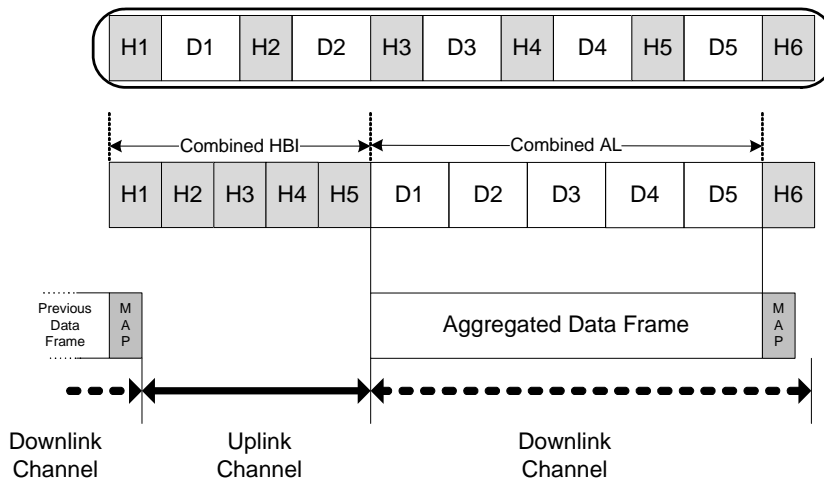 H1 D1 H2 D2 H3 D3 H4 D4 H5 D5 H6
Combined HBI Combined AL
H1 H2 H3 H4 H5 D1 D2 D3 D4 D5 H6
Previous
Data
Frame
M
A
P
Aggregated Data Frame
M
A
P
Downlink
Channel
Uplink
Channel
Downlink
Channel